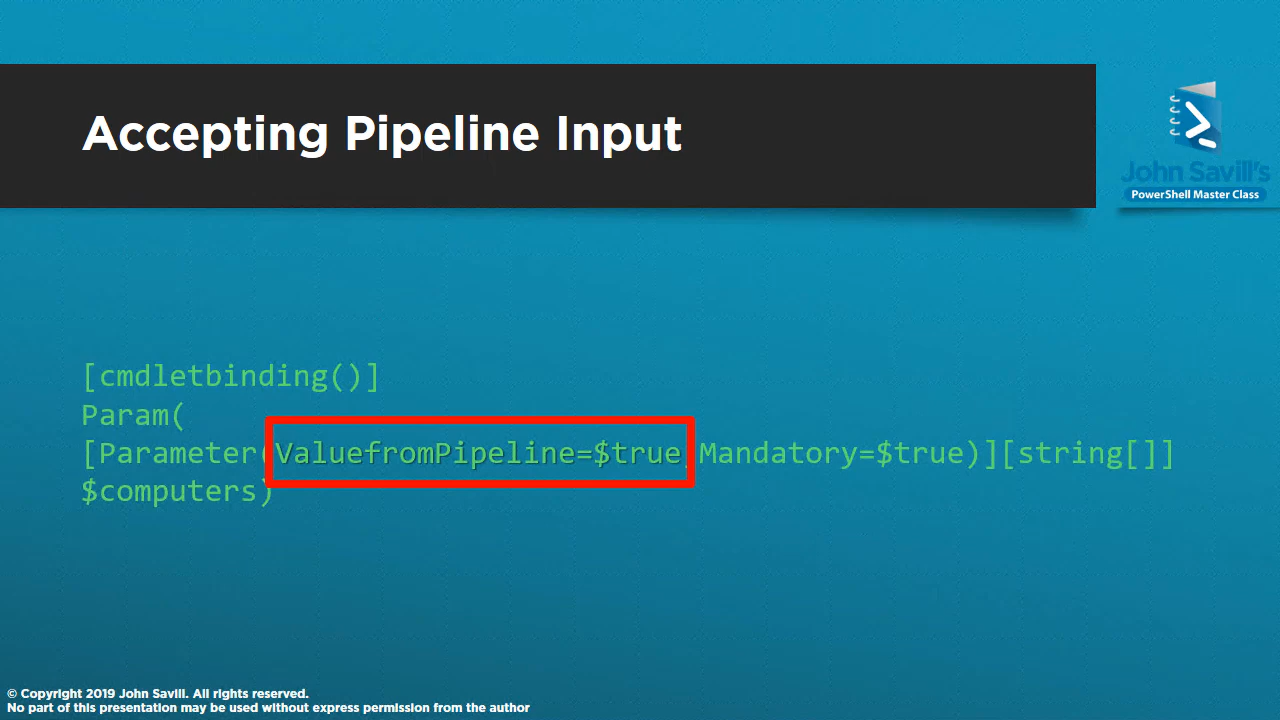 Accepting Pipeline Input
John Savill's
PowerShell Master Class
[cmdletbinding()]
Param(
[Parameter(ValuefromPipeline=$true,Mandatory=$true)][string[]]
$computers)
© Copyright 2019 John Savill. All rights reserved.
No part of this presentation may be used without express permission from the author